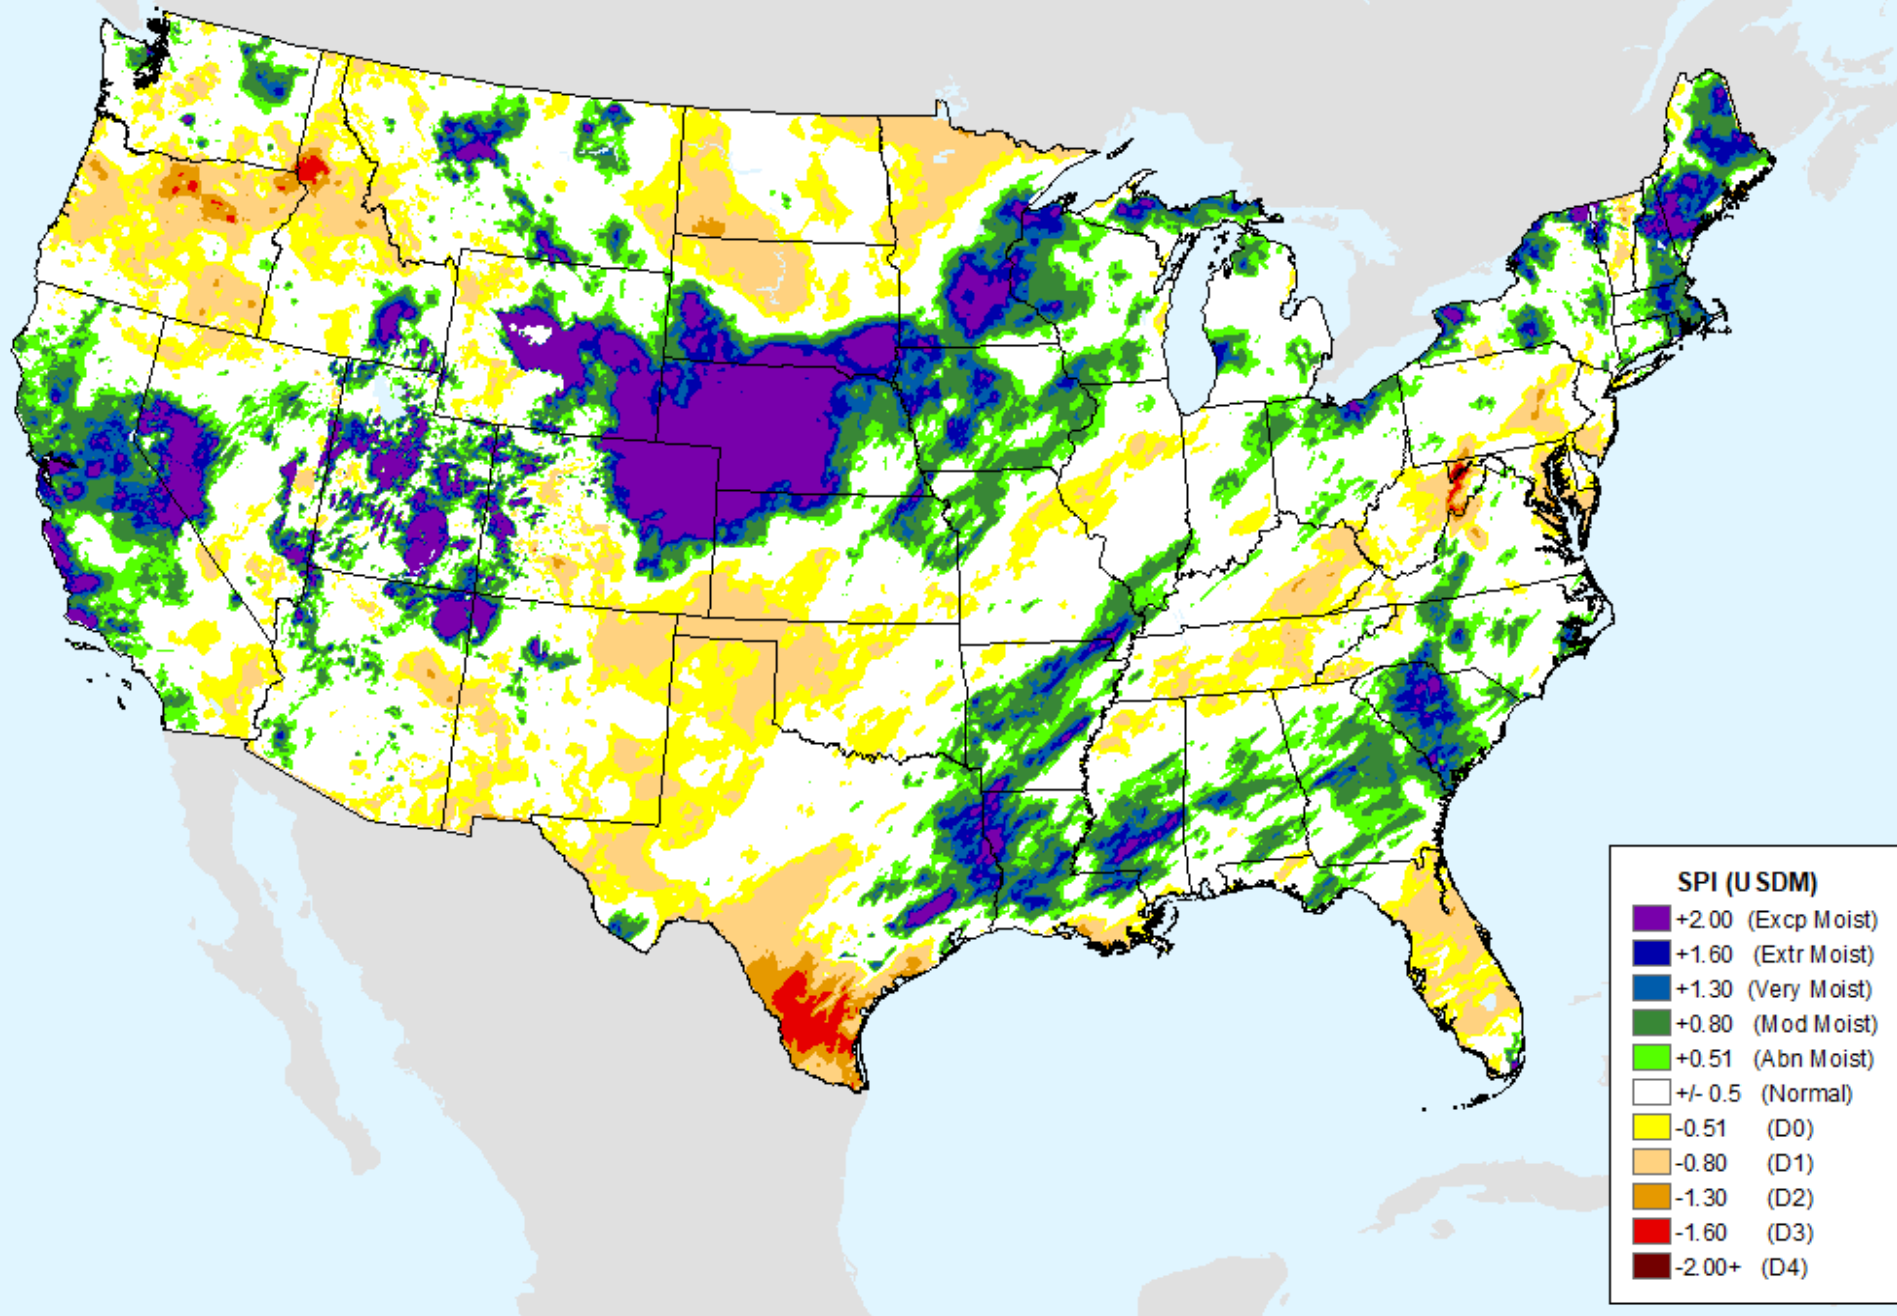 SPI (USDM)
+2.00 (Excp Moist)
+1.60 (Extr Moist)
+1.30 (Very Moist)
+0.80 (Mod Moist)
+0.51 (Abn Moist)
+/- 0.5 (Normal)
-0.51 (D0)
-0.80 (D1)
-1.30 (D2)
-1.60 (D3)
-2.00+ (D4)